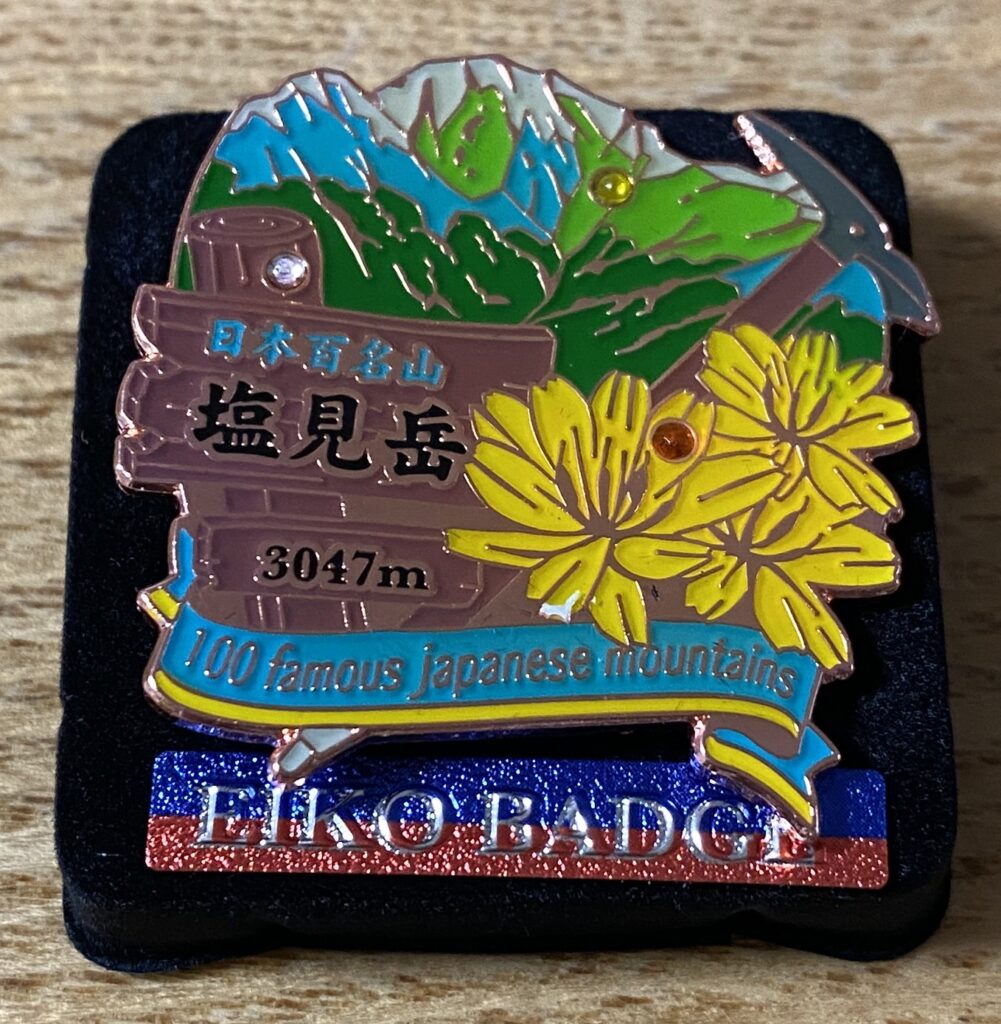 日本百名山
塩見岳
3047m
100 famous japanese mountains
EIKO BADGE